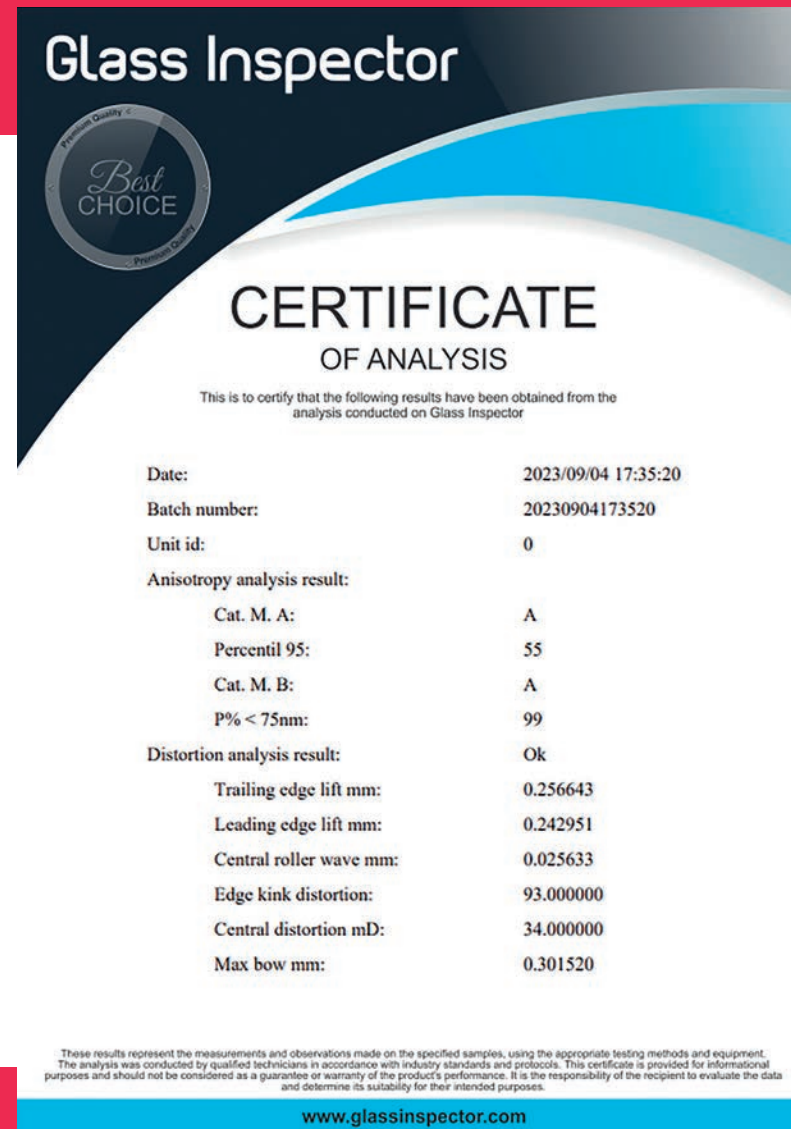 Glass Inspector
Premium Quality
Best
CHOICE
Premium Quality
CERTIFICATE
OF ANALYSIS
This is to certify that the following results have been obtained from the
analysis conducted on Glass Inspector
Date: 2023/09/04 17:35:20
Batch number: 20230904173520
Unit id: 0
Anisotropy analysis result:
Cat. M. A: A
Percentil 95: 55
Cat. M. B: A
P% < 75nm: 99
Distortion analysis result: Ok
Trailing edge lift mm: 0.256643
Leading edge lift mm: 0.242951
Central roller wave mm: 0.025633
Edge kink distortion: 93.000000
Central distortion mD: 34.000000
Max bow mm: 0.301520
These results represent the measurements and observations made on the specified samples, using the appropriate testing methods and equipment.
The analysis was conducted by qualified technicians in accordance with industry standards and protocols. This certificate is provided for informational
purposes and should not be considered as a guarantee or warranty of the product's performance. It is the responsibility of the recipient to evaluate the data
and determine its suitability for their intended purposes.
www.glassinspector.com